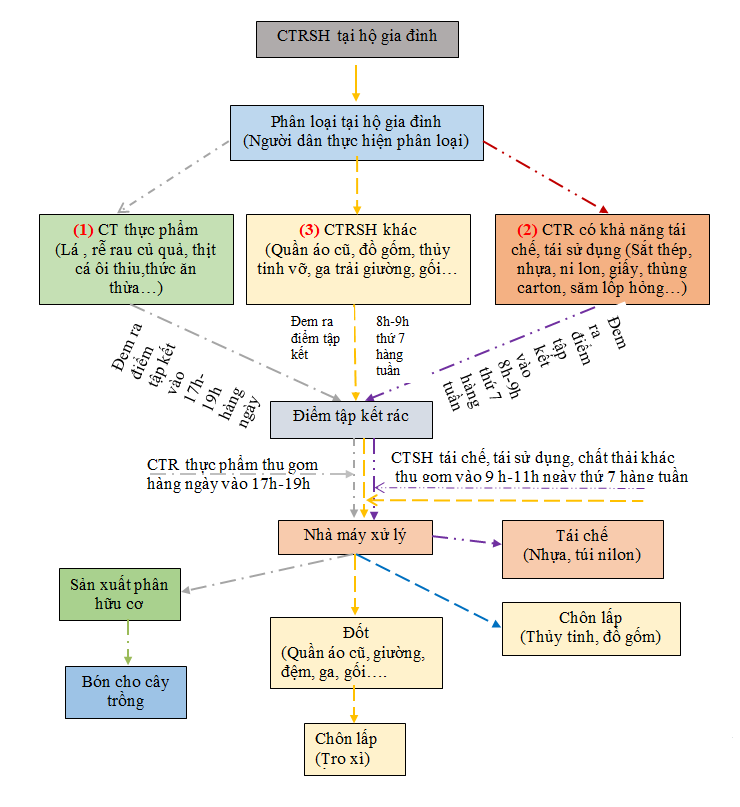 CTRSH tại hộ gia đình
Phân loại tại hộ gia đình
(Người dân thực hiện phân loại)
(1) CT thực phẩm
(Lá , rễ rau củ quả, thịt
cá ôi thiu,thức ăn
thừa…)
(3) CTRSH khác
(Quần áo cũ, đồ gốm, thủy
tinh vỡ, ga trải giường, gối…
(2) CTR có khả năng tái
chế, tái sử dụng (Sắt thép,
nhựa, ni lon, giấy, thùng
carton, săm lốp hỏng…)
Đem ra
điểm
tập kết
vào
17h-
19h
hàng
ngày
Đem ra
điểm tập
kết
8h-9h
thứ 7
hàng
tuần
Đem
ra
điểm
tập
kết
vào
8h-9h
thứ 7
hàng
tuần
Điểm tập kết rác
CTR thực phẩm thu gom
hàng ngày vào 17h-19h
CTSH tái chế, tái sử dụng, chất thải khác
thu gom vào 9 h-11h ngày thứ 7 hàng tuần
Nhà máy xử lý
Tái chế
(Nhựa, túi nilon)
Sản xuất phân
hữu cơ
Chôn lấp
(Thủy tinh, đồ gốm)
Đốt
(Quần áo cũ, giường,
đệm, ga, gối….
Bón cho cây
trồng
Chôn lấp
(Tro xỉ)